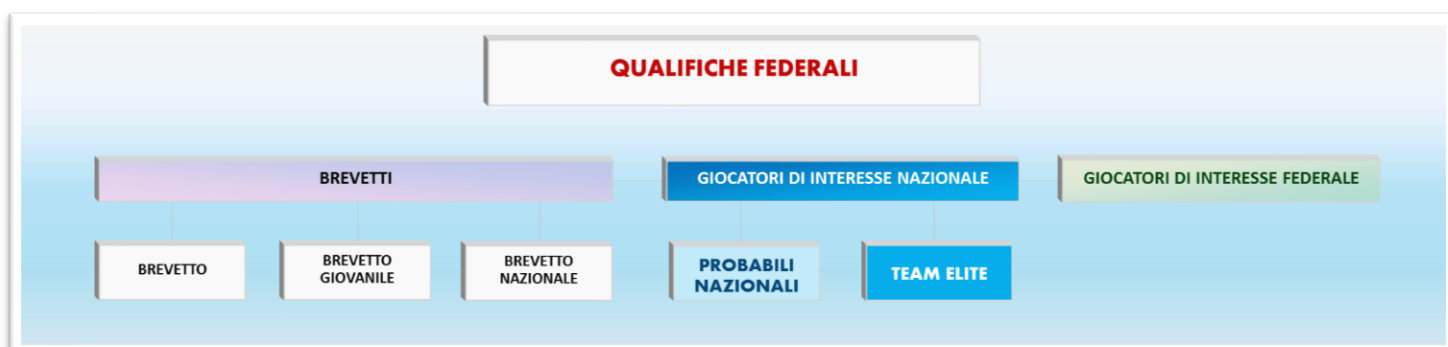 QUALIFICHE FEDERALI
BREVETTI
GIOCATORI DI INTERESSE NAZIONALE
GIOCATORI DI INTERESSE FEDERALE
BREVETTO
BREVETTO
GIOVANILE
BREVETTO
NAZIONALE
PROBABILI
NAZIONALI
TEAM ELITE